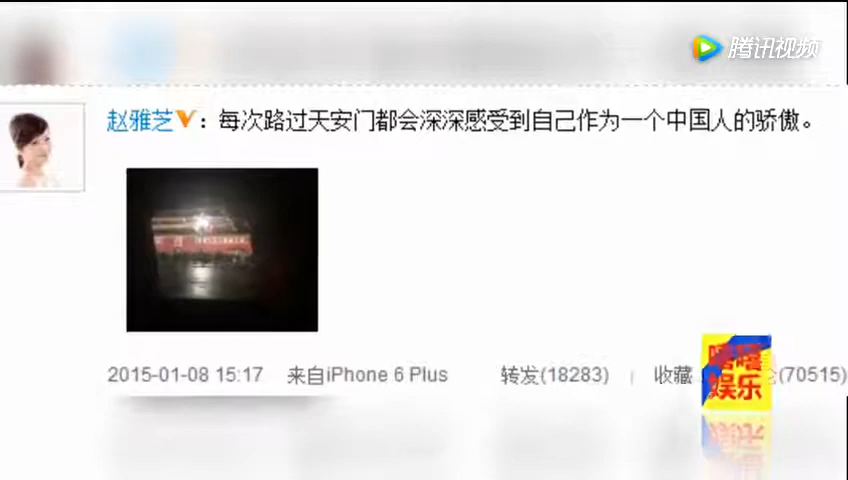 腾讯视频
赵雅芝：每次路过天安门都会深深感受到自己作为一个中国人的骄傲。
2015-01-08 15:17 来自iPhone 6 Plus 转发(18283) | 收藏 论(70515)
嘻嘻
娱乐